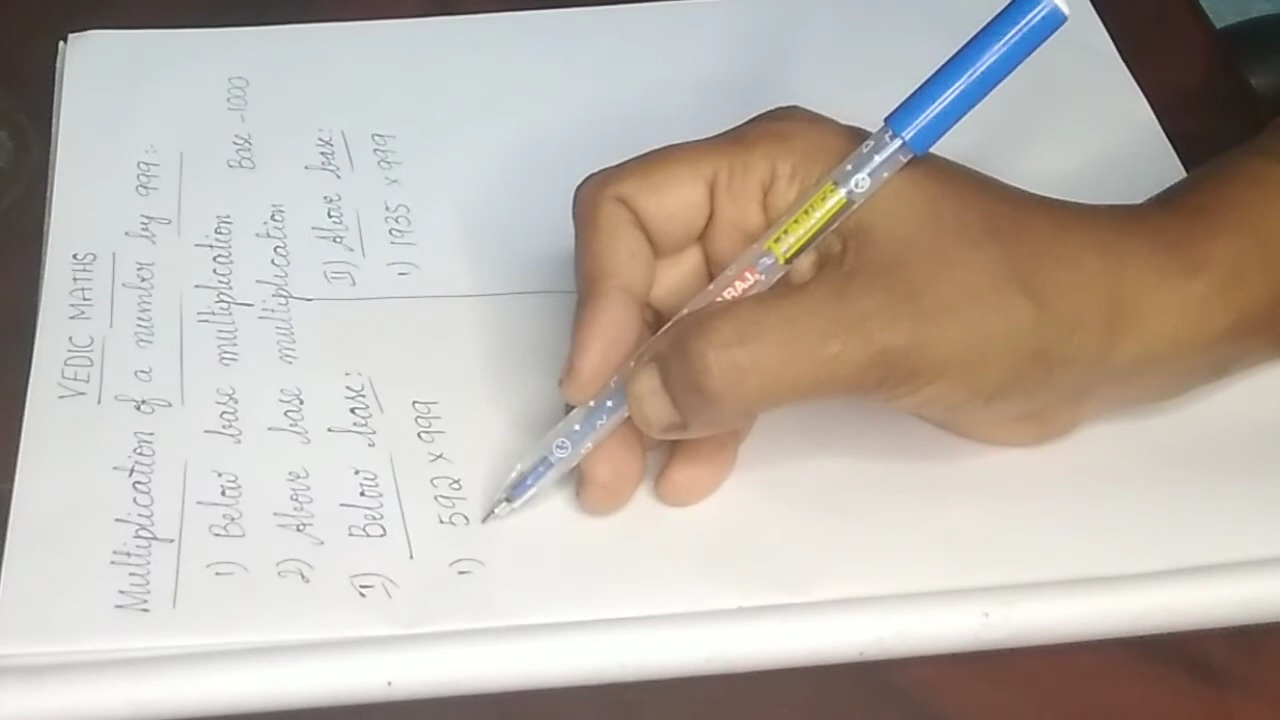 VEDIC MATHS
Multiplication of a number by 999:-
1) Below base multiplication Base -1000
2) Above base multiplication
I) Below base:
1) 592 x 999
II) Above base:
1) 1935 x 999